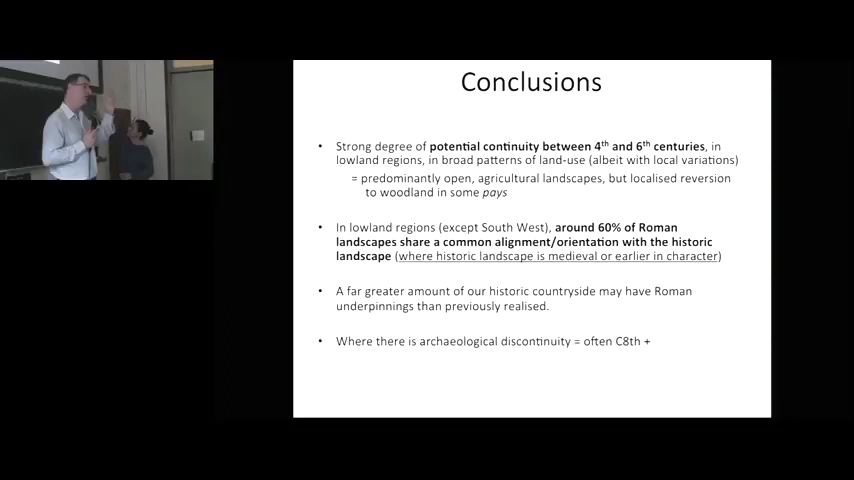 Conclusions
• Strong degree of potential continuity between 4th and 6th centuries, in
lowland regions, in broad patterns of land-use (albeit with local variations)
= predominantly open, agricultural landscapes, but localised reversion
to woodland in some pays
• In lowland regions (except South West), around 60% of Roman
landscapes share a common alignment/orientation with the historic
landscape (where historic landscape is medieval or earlier in character)
• A far greater amount of our historic countryside may have Roman
underpinnings than previously realised.
• Where there is archaeological discontinuity = often C8th +